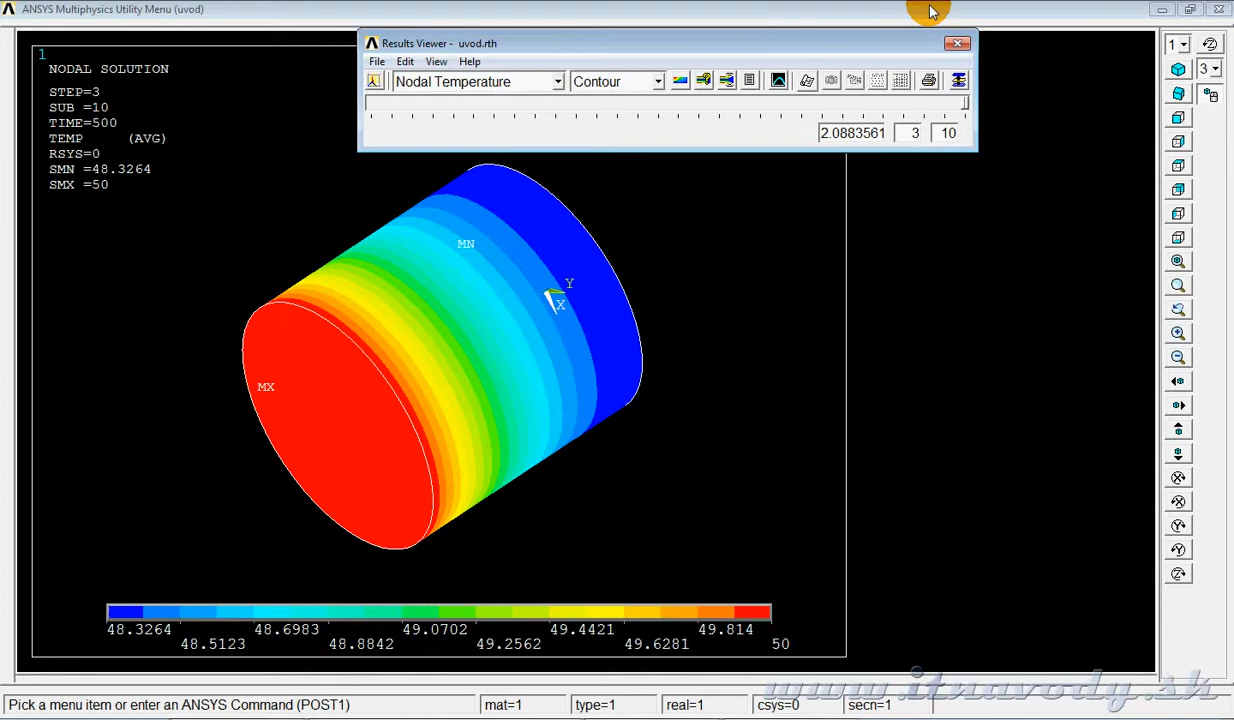 ANSYS Multiphysics Utility Menu (uvod)
Results Viewer - uvod.rth
File Edit View Help
Nodal Temperature Contour
2.0883561 3 10
1
NODAL SOLUTION
STEP=3
SUB =10
TIME=500
TEMP (AVG)
RSYS=0
SMN =48.3264
SMX =50
1
3
MN
Y
X
MX
48.3264 48.6983 49.0702 49.4421 49.814
48.5123 48.8842 49.2562 49.6281 50
www.itnavody.sk
Pick a menu item or enter an ANSYS Command (POST1) mat=1 type=1 real=1 csys=0 secn=1